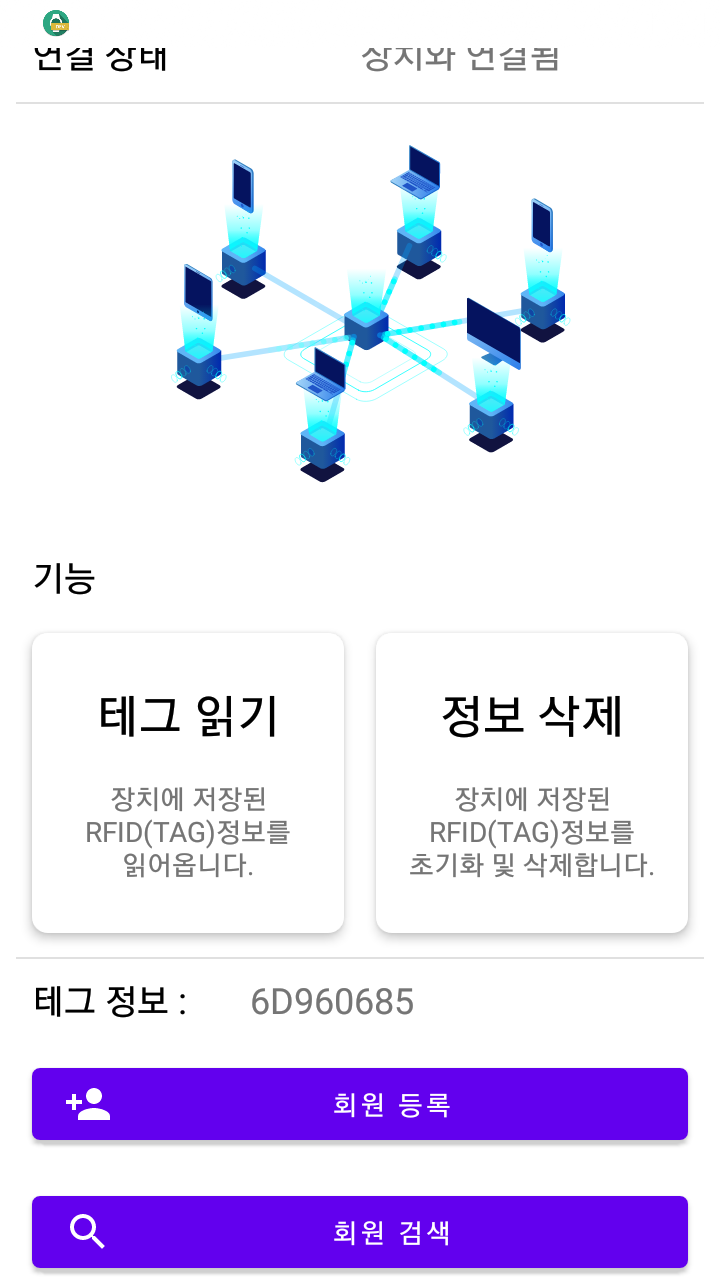 연결 상태 장치와 연결됨
기능
테그 읽기
장치에 저장된
RFID(TAG)정보를
읽어옵니다.
정보 삭제
장치에 저장된
RFID(TAG)정보를
초기화 및 삭제합니다.
테그 정보 : 6D960685
회원 등록
회원 검색